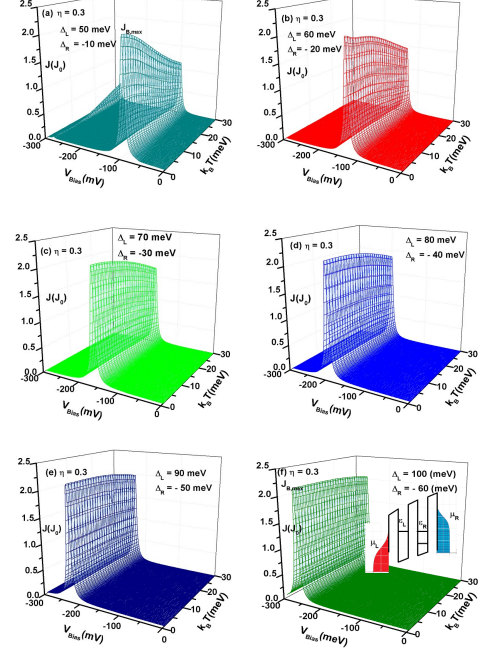 2.5
(a) η = 0.3
J_B,max
2.0
Δ_L = 50 meV
Δ_R = -10 meV
1.5
J(J_0)
1.0
0.5
0.0
-200
-100
0
V_Bias(mV)
0
10
20
30
k_B T(meV)
2.5
(b) η = 0.3
2.0
Δ_L = 60 meV
Δ_R = - 20 meV
1.5
J(J_0)
1.0
0.5
0.0
-300
-200
-100
0
V_Bias(mV)
0
10
20
30
k_B T(meV)
2.5
(c) η = 0.3
Δ_L = 70 meV
Δ_R = -30 meV
2.0
1.5
J(J_0)
1.0
0.5
0.0
-300
-200
-100
0
V_Bias(mV)
0
10
20
30
k_B T(meV)
2.5
(d) η = 0.3
Δ_L = 80 meV
Δ_R = - 40 meV
2.0
1.5
J(J_0)
1.0
0.5
0.0
-300
-200
-100
0
V_Bias(mV)
0
10
20
30
k_B T(meV)
2.5
(e) η = 0.3
Δ_L = 90 meV
Δ_R = - 50 meV
2.0
1.5
J(J_0)
1.0
0.5
0.0
-300
-200
-100
0
V_Bias(mV)
0
10
20
30
k_B T(meV)
2.5
(f) η = 0.3
J_B,max
Δ_L = 100 (meV)
Δ_R = - 60 (meV)
2.0
1.5
J(J_0)
1.0
0.5
0.0
μ_L
ε_L
ε_R
μ_R
-300
-200
-100
0
V_Bias(mV)
0
10
20
30
k_B T(meV)